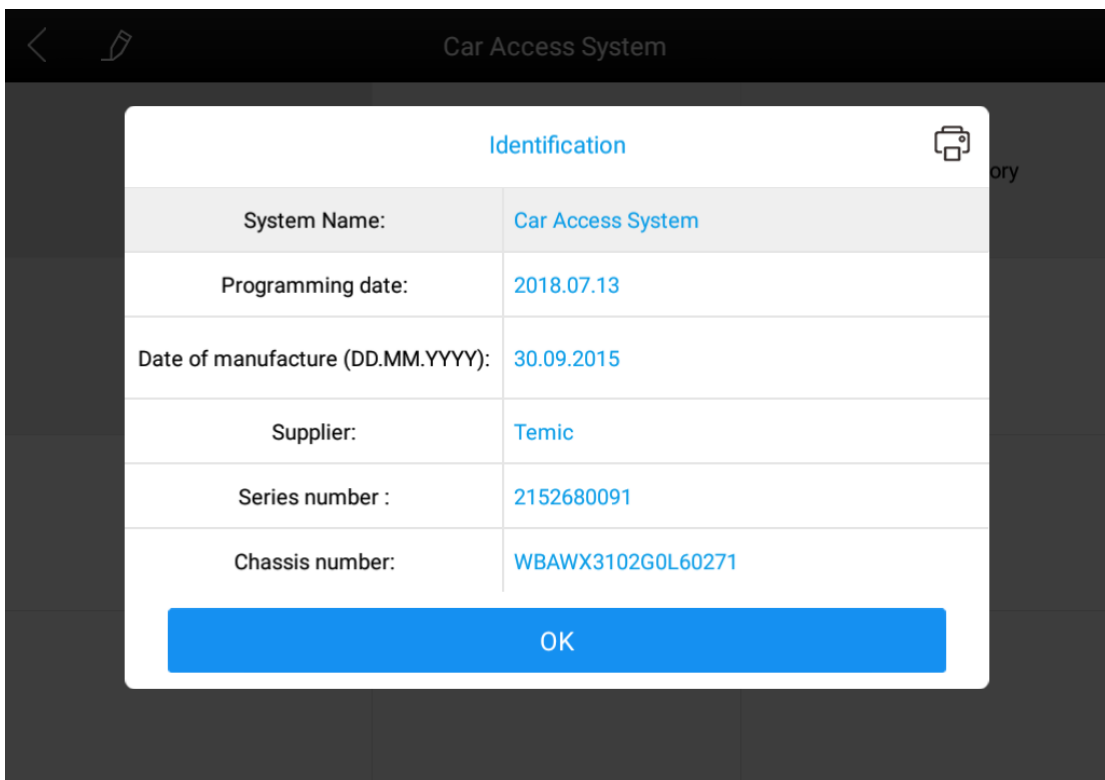 Car Access System
Identification
ory
System Name: Car Access System
Programming date: 2018.07.13
Date of manufacture (DD.MM.YYYY): 30.09.2015
Supplier: Temic
Series number : 2152680091
Chassis number: WBAWX3102G0L60271
OK